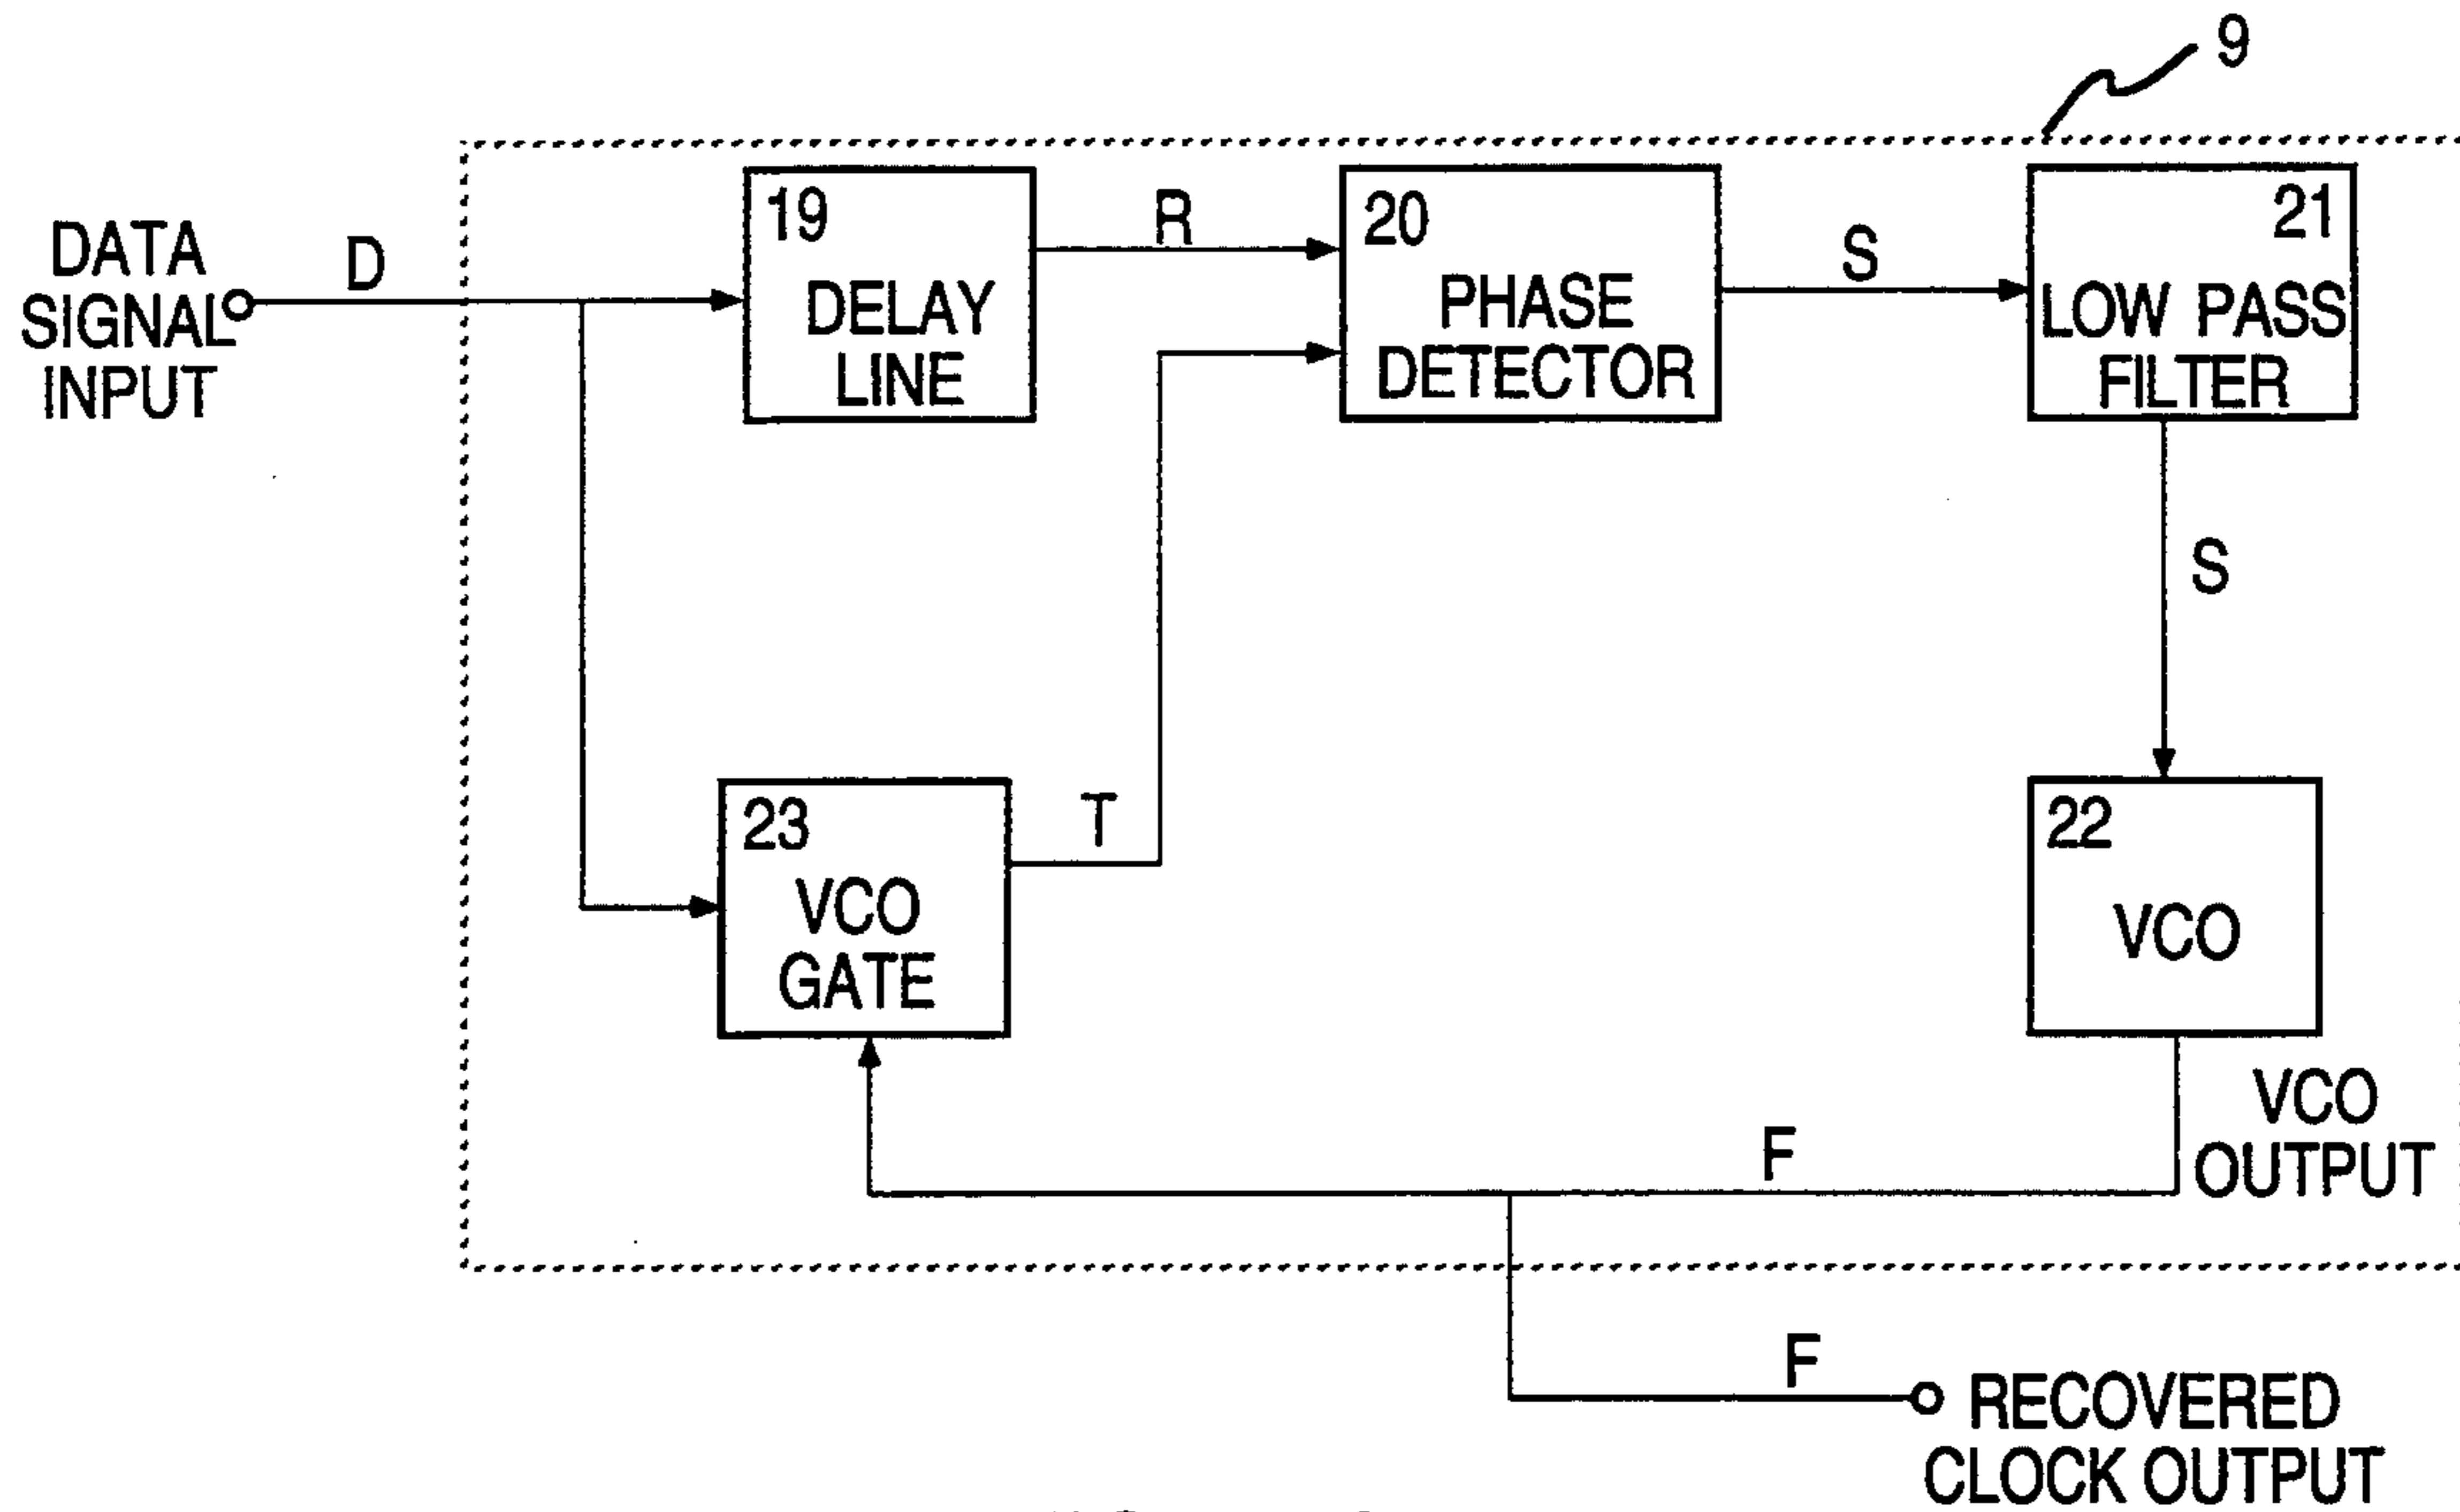 9
DATA
SIGNAL
INPUT
D
19
DELAY
LINE
R
20
PHASE
DETECTOR
S
21
LOW PASS
FILTER
S
23
VCO
GATE
T
22
VCO
VCO
OUTPUT
F
F
RECOVERED
CLOCK OUTPUT